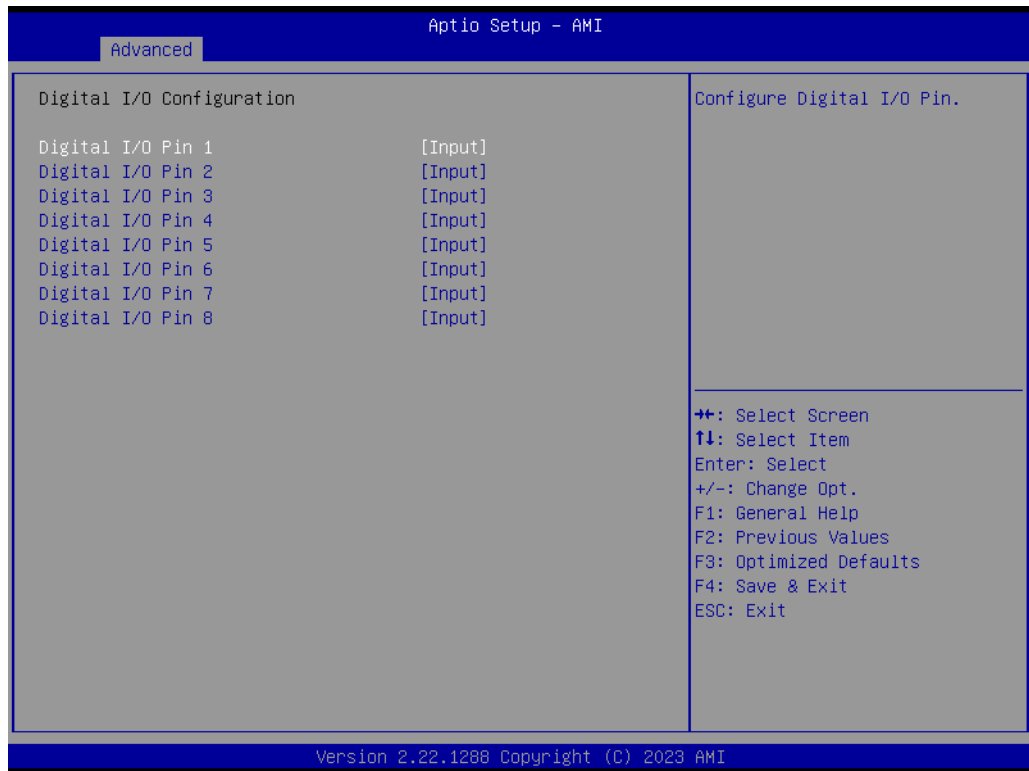 Aptio Setup – AMI
Advanced
Digital I/O Configuration
Digital I/O Pin 1 [Input]
Digital I/O Pin 2 [Input]
Digital I/O Pin 3 [Input]
Digital I/O Pin 4 [Input]
Digital I/O Pin 5 [Input]
Digital I/O Pin 6 [Input]
Digital I/O Pin 7 [Input]
Digital I/O Pin 8 [Input]
Configure Digital I/O Pin.
→←: Select Screen
↑↓: Select Item
Enter: Select
+/-: Change Opt.
F1: General Help
F2: Previous Values
F3: Optimized Defaults
F4: Save & Exit
ESC: Exit
Version 2.22.1288 Copyright (C) 2023 AMI